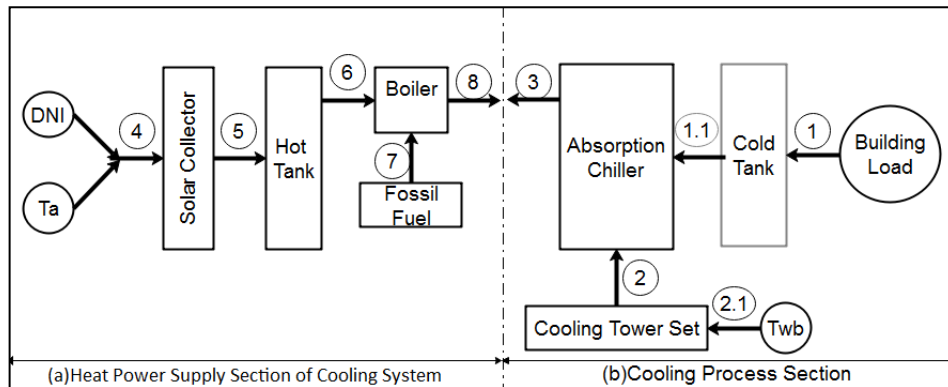 DNI
Ta
4
Solar Collector
5
Hot
Tank
6
Boiler
7
Fossil
Fuel
8
3
Absorption
Chiller
1.1
Cold
Tank
1
Building
Load
2
Cooling Tower Set
2.1
Twb
(a)Heat Power Supply Section of Cooling System
(b)Cooling Process Section